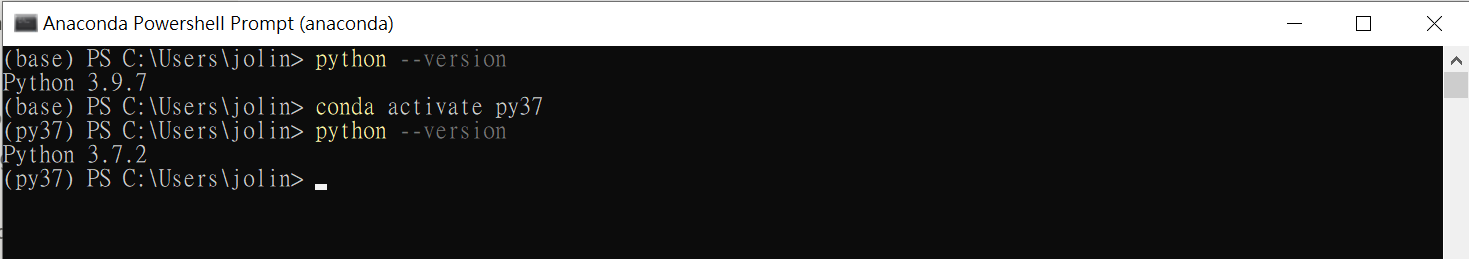 Anaconda Powershell Prompt (anaconda)
(base) PS C:\Users\jolin> python --version
Python 3.9.7
(base) PS C:\Users\jolin> conda activate py37
(py37) PS C:\Users\jolin> python --version
Python 3.7.2
(py37) PS C:\Users\jolin>